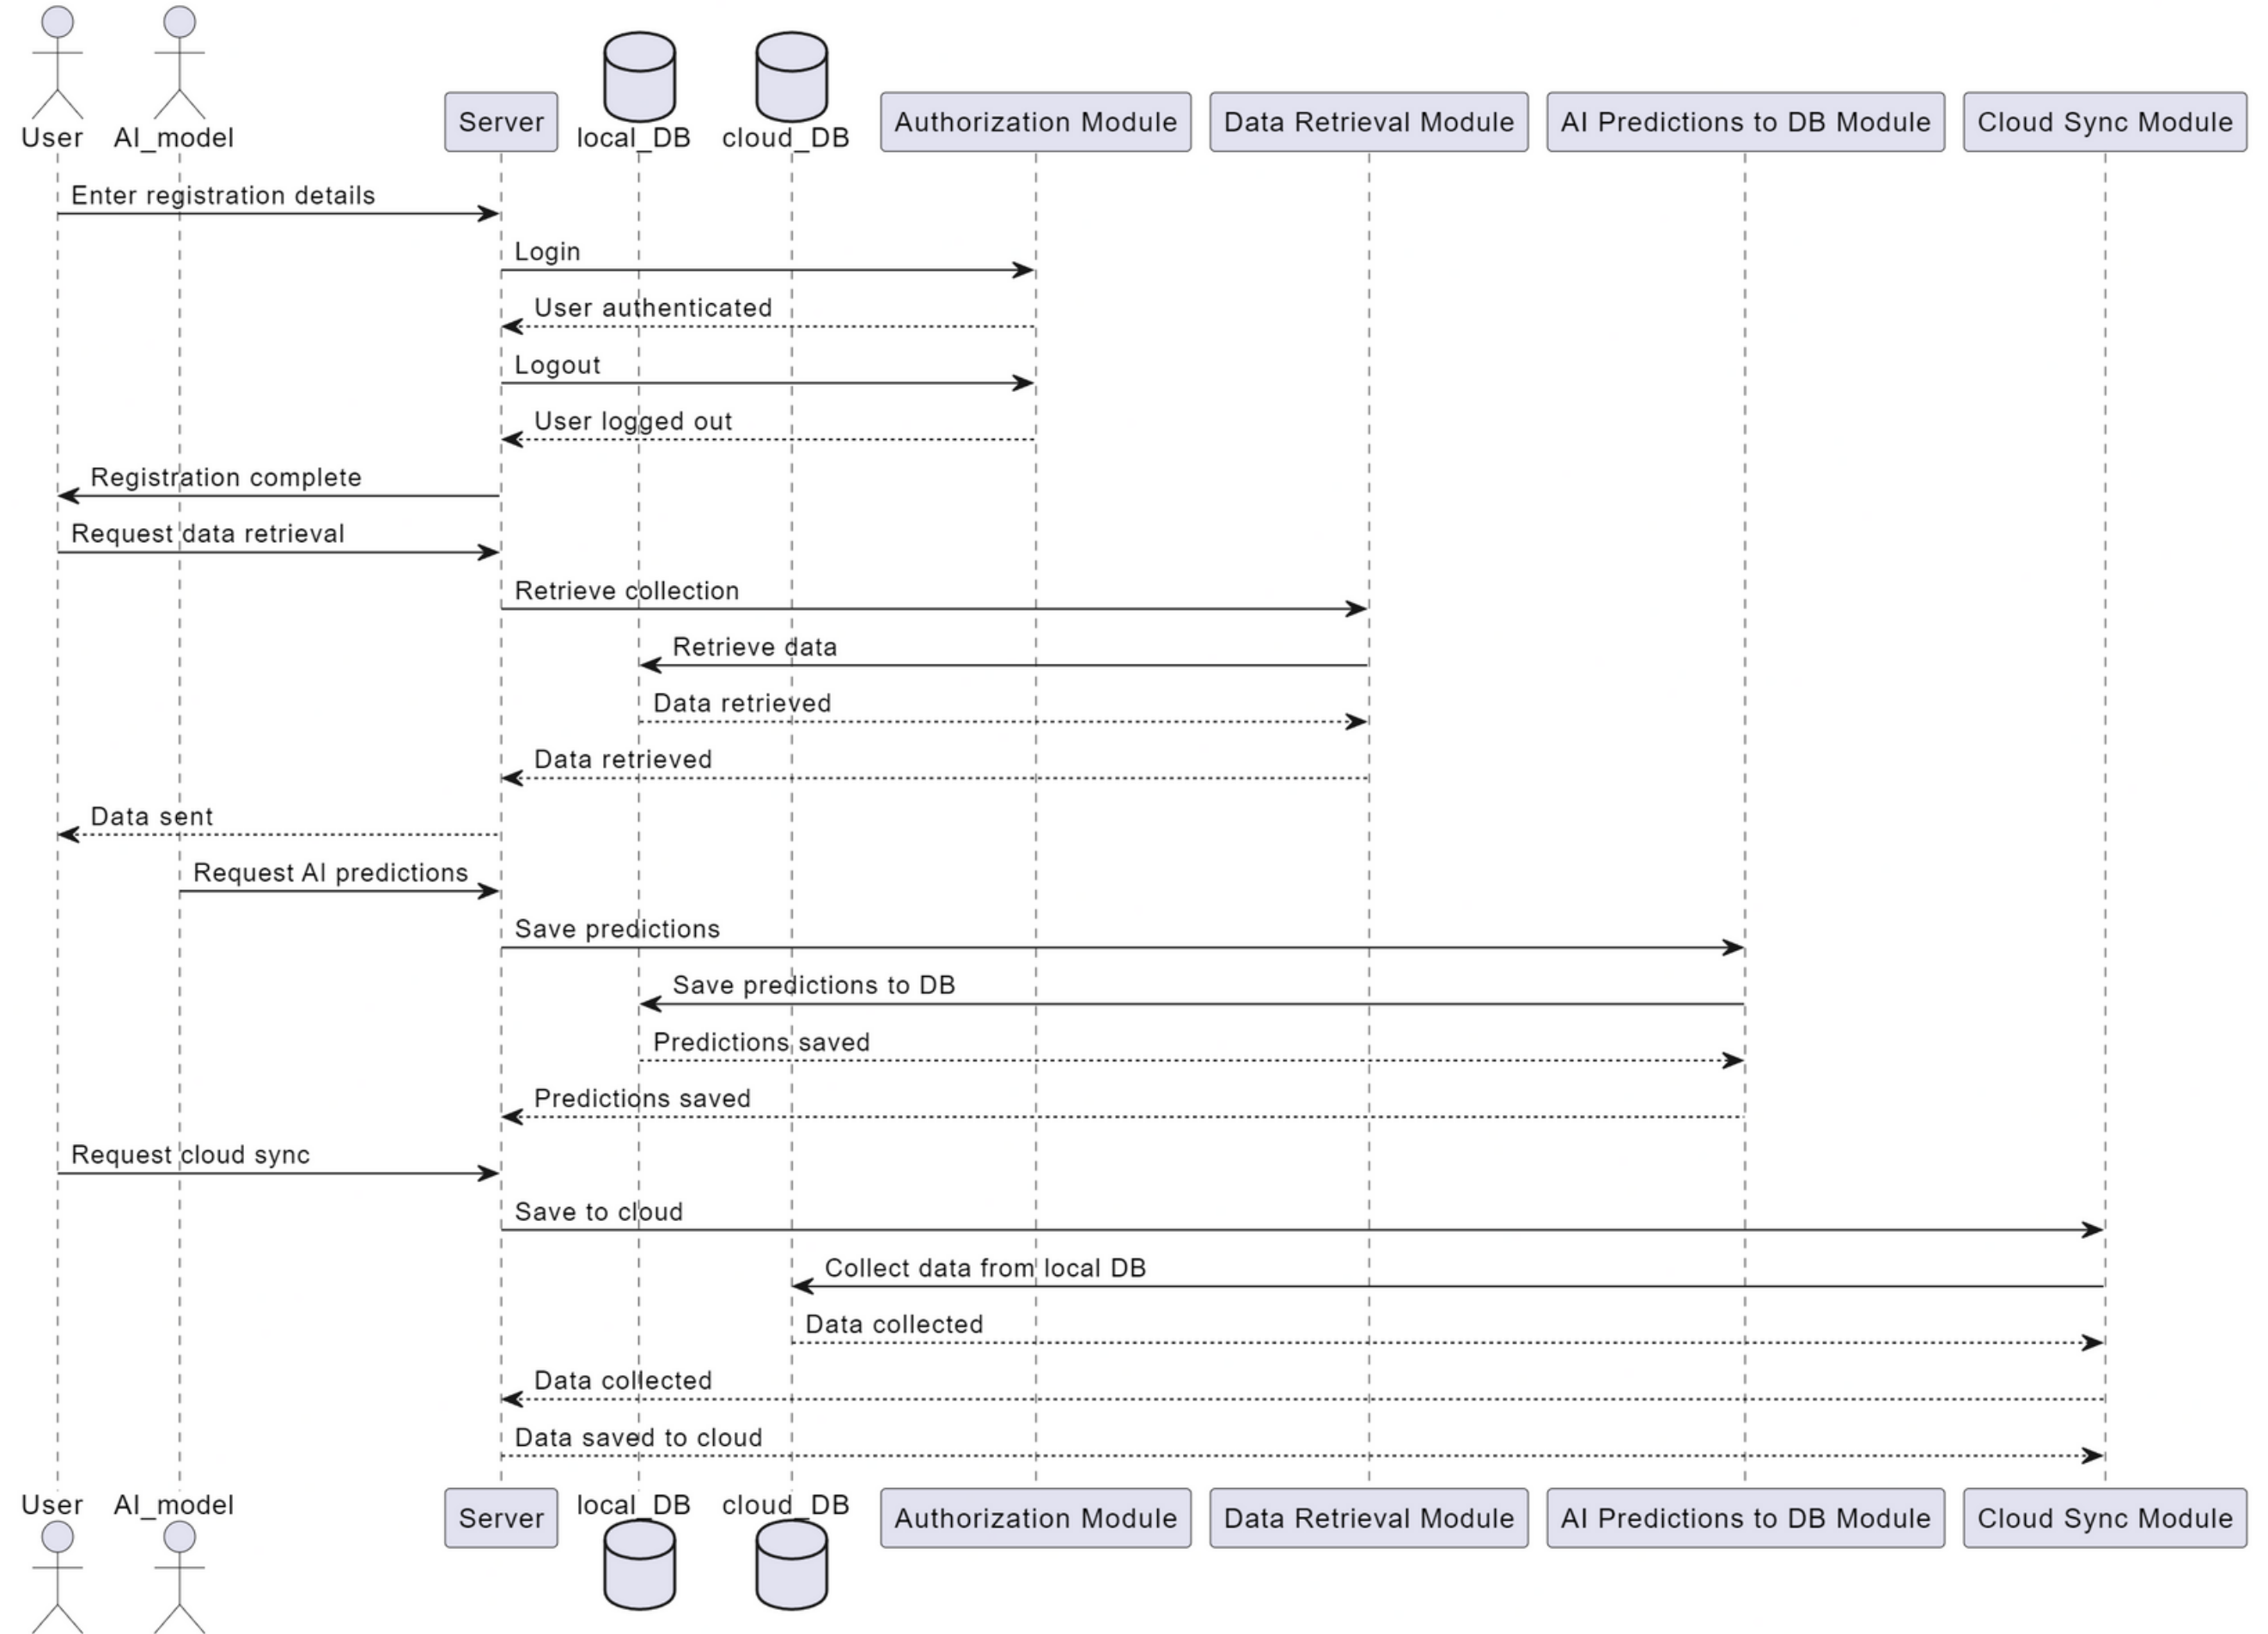 User
AI_model
Server
local_DB
cloud_DB
Authorization Module
Data Retrieval Module
AI Predictions to DB Module
Cloud Sync Module
Enter registration details
Login
User authenticated
Logout
User logged out
Registration complete
Request data retrieval
Retrieve collection
Retrieve data
Data retrieved
Data retrieved
Data sent
Request AI predictions
Save predictions
Save predictions to DB
Predictions saved
Predictions saved
Request cloud sync
Save to cloud
Collect data from local DB
Data collected
Data collected
Data saved to cloud
User
AI_model
Server
local_DB
cloud_DB
Authorization Module
Data Retrieval Module
AI Predictions to DB Module
Cloud Sync Module